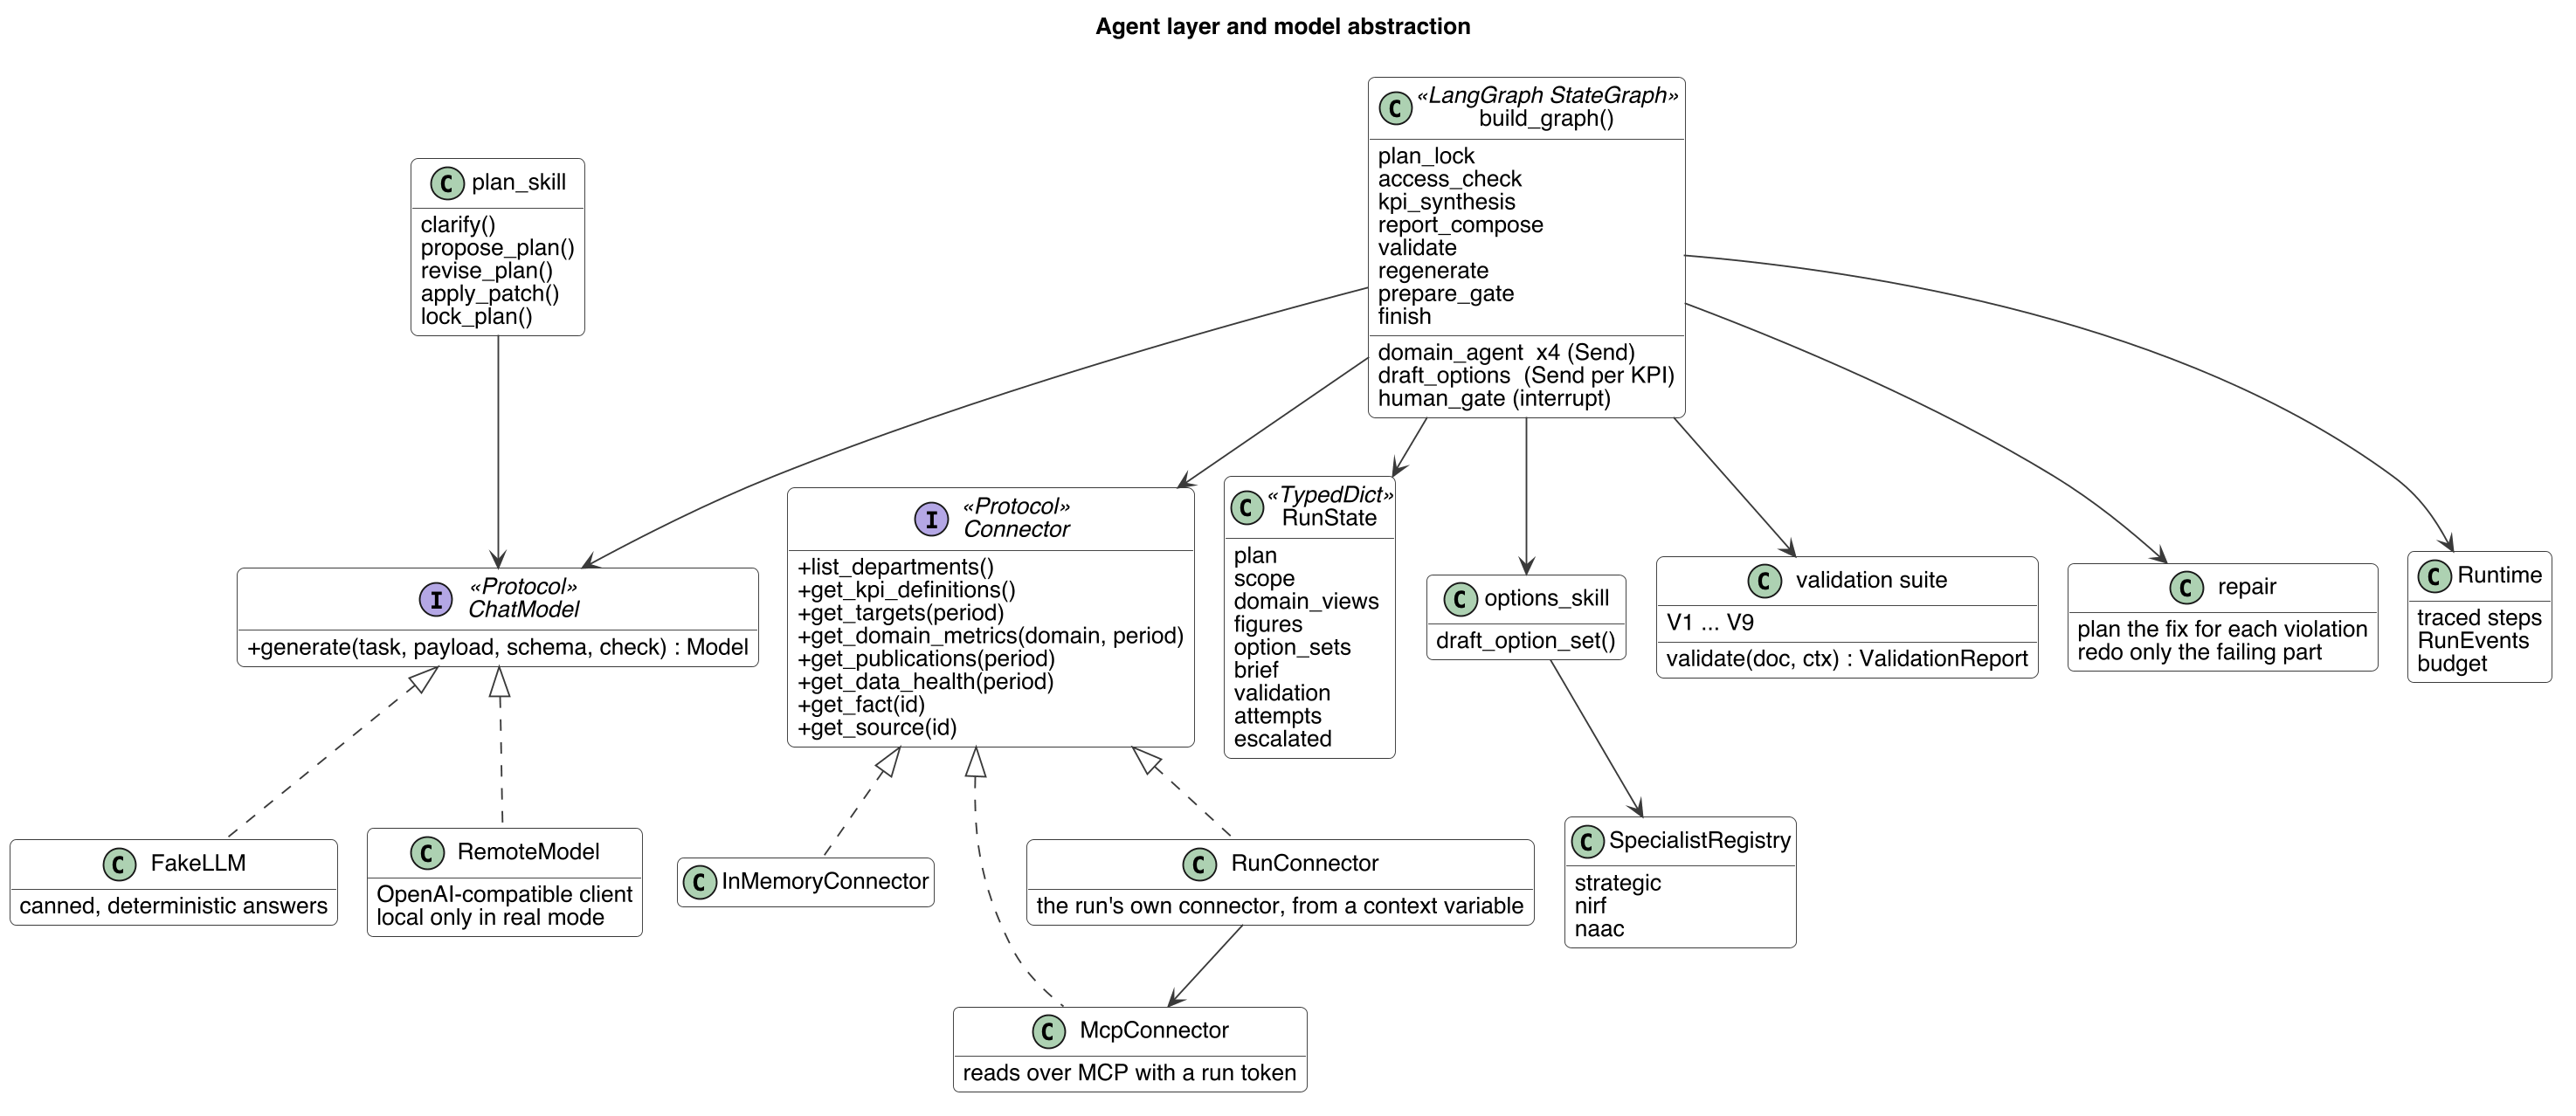 Agent layer and model abstraction
C
«LangGraph StateGraph»
build_graph()
plan_lock
access_check
kpi_synthesis
report_compose
validate
regenerate
prepare_gate
finish
domain_agent  x4 (Send)
draft_options  (Send per KPI)
human_gate (interrupt)
C plan_skill
clarify()
propose_plan()
revise_plan()
apply_patch()
lock_plan()
I
«Protocol»
ChatModel
+generate(task, payload, schema, check) : Model
I
«Protocol»
Connector
+list_departments()
+get_kpi_definitions()
+get_targets(period)
+get_domain_metrics(domain, period)
+get_publications(period)
+get_data_health(period)
+get_fact(id)
+get_source(id)
C
«TypedDict»
RunState
plan
scope
domain_views
figures
option_sets
brief
validation
attempts
escalated
C options_skill
draft_option_set()
C validation suite
V1 ... V9
validate(doc, ctx) : ValidationReport
C repair
plan the fix for each violation
redo only the failing part
C Runtime
traced steps
RunEvents
budget
C FakeLLM
canned, deterministic answers
C RemoteModel
OpenAI-compatible client
local only in real mode
C InMemoryConnector
C RunConnector
the run's own connector, from a context variable
C SpecialistRegistry
strategic
nirf
naac
C McpConnector
reads over MCP with a run token